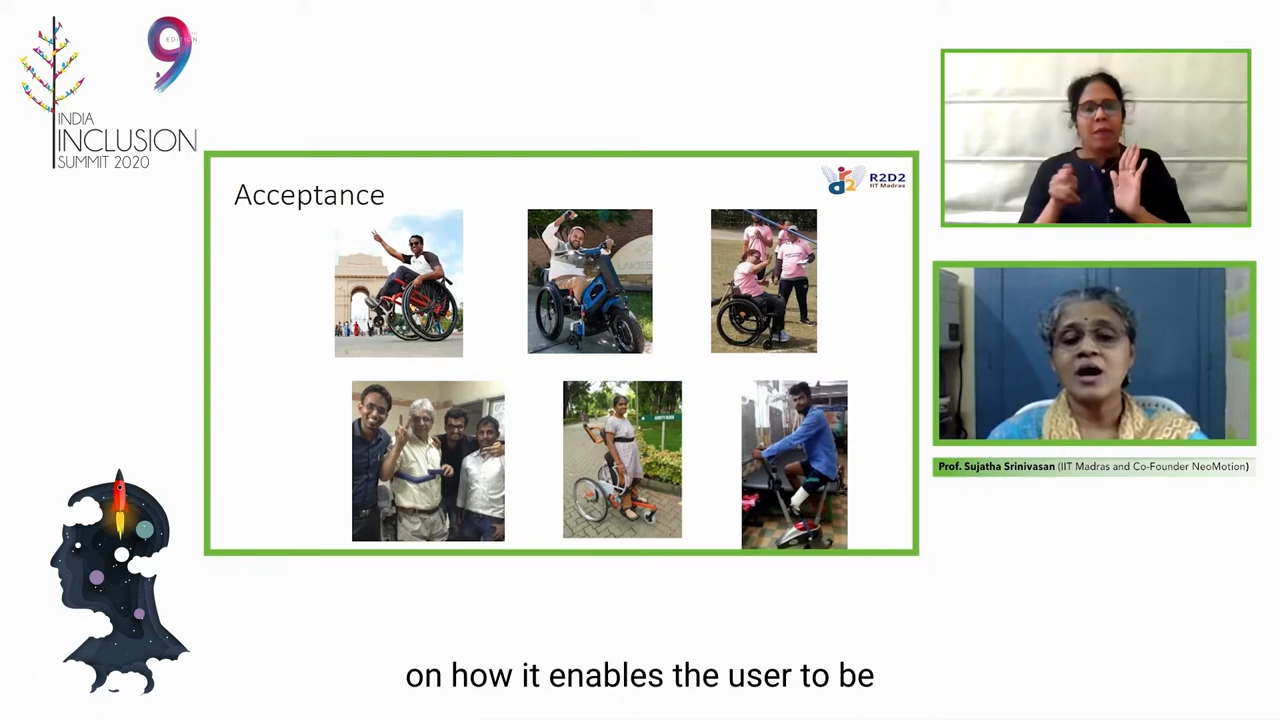 9
EDITION
INDIA
INCLUSION
SUMMIT 2020
R2D2
IIT Madras
Acceptance
Prof. Sujatha Srinivasan (IIT Madras and Co-Founder NeoMotion)
on how it enables the user to be